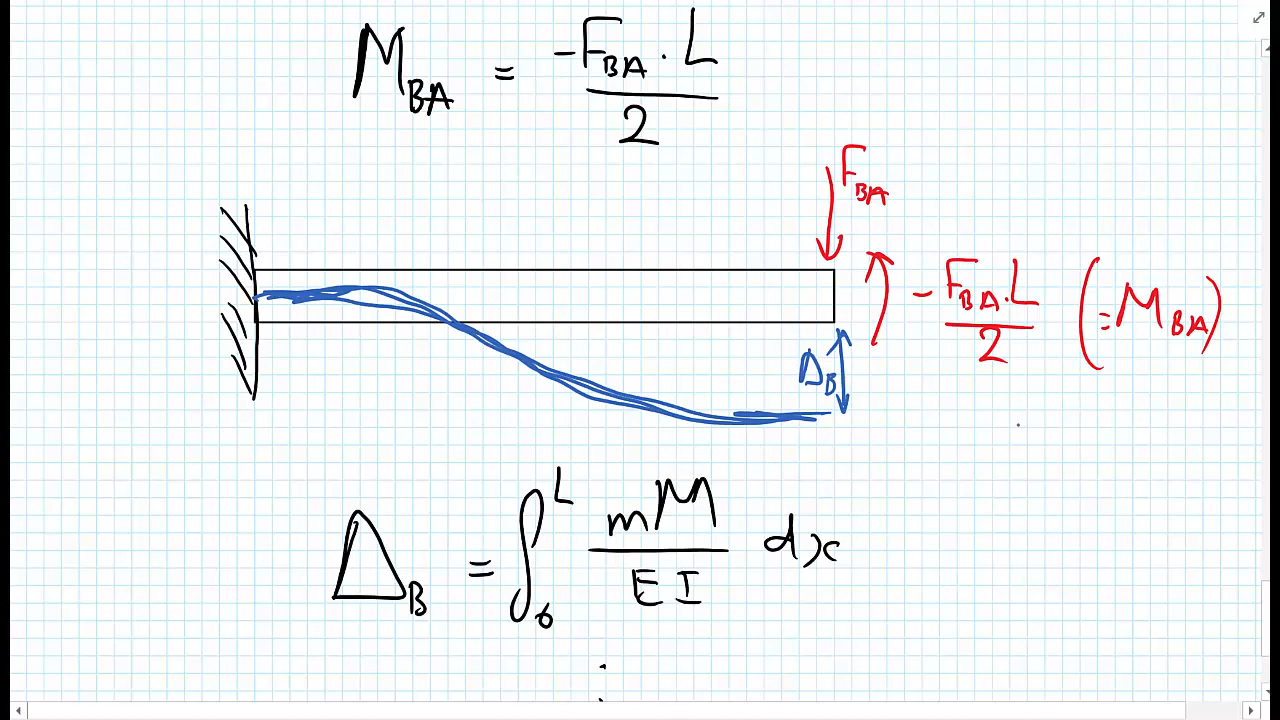 M_BA = -F_BA · L / 2
F_BA
-F_BA · L / 2 (= M_BA)
Δ_B
Δ_B = ∫_0^L mM / EI dx